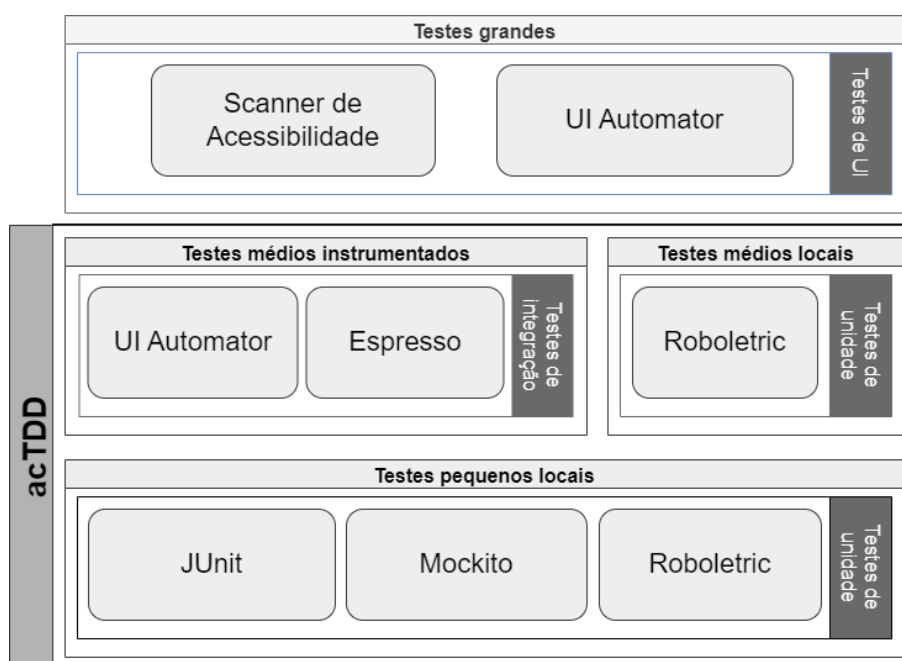 Testes grandes
Scanner de
Acessibilidade
UI Automator
Testes de UI
acTDD
Testes médios instrumentados
UI Automator
Espresso
Testes de
integração
Testes médios locais
Roboletric
Testes de
unidade
Testes pequenos locais
JUnit
Mockito
Roboletric
Testes de
unidade